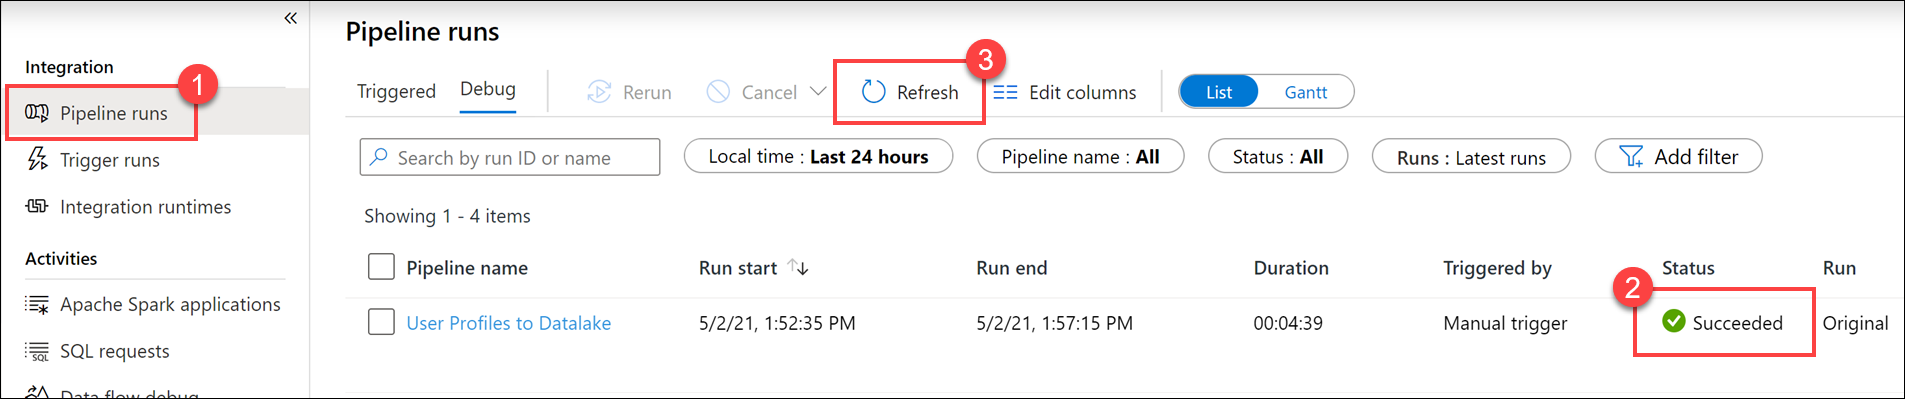 «
Integration
1
Pipeline runs
Trigger runs
Integration runtimes
Activities
Apache Spark applications
SQL
SQL requests
Data flow debug
Pipeline runs
Triggered Debug Rerun Cancel Refresh 3 Edit columns List Gantt
Search by run ID or name Local time : Last 24 hours Pipeline name : All Status : All Runs : Latest runs Add filter
Showing 1 - 4 items
Pipeline name Run start ↑↓ Run end Duration Triggered by Status Run
2
User Profiles to Datalake 5/2/21, 1:52:35 PM 5/2/21, 1:57:15 PM 00:04:39 Manual trigger Succeeded Original